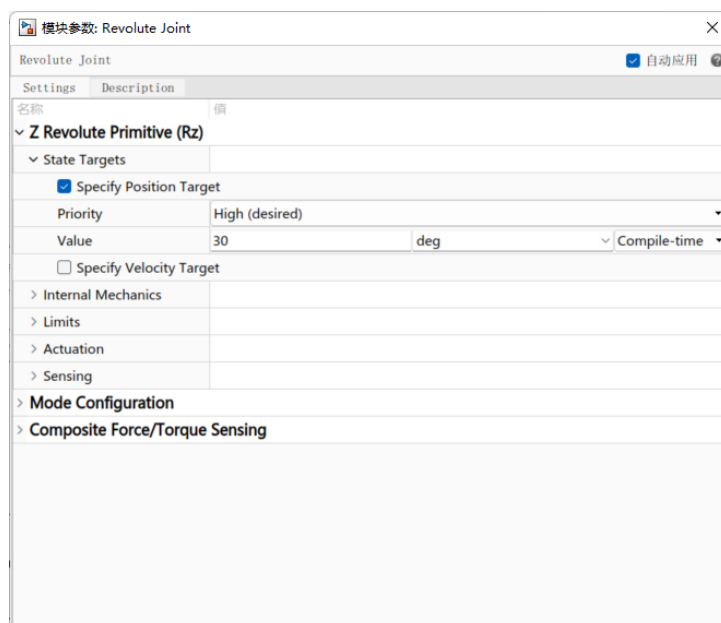 模块参数: Revolute Joint
Revolute Joint
自动应用
Settings Description
名称 值
Z Revolute Primitive (Rz)
State Targets
Specify Position Target
Priority High (desired)
Value 30 deg Compile-time
Specify Velocity Target
Internal Mechanics
Limits
Actuation
Sensing
Mode Configuration
Composite Force/Torque Sensing